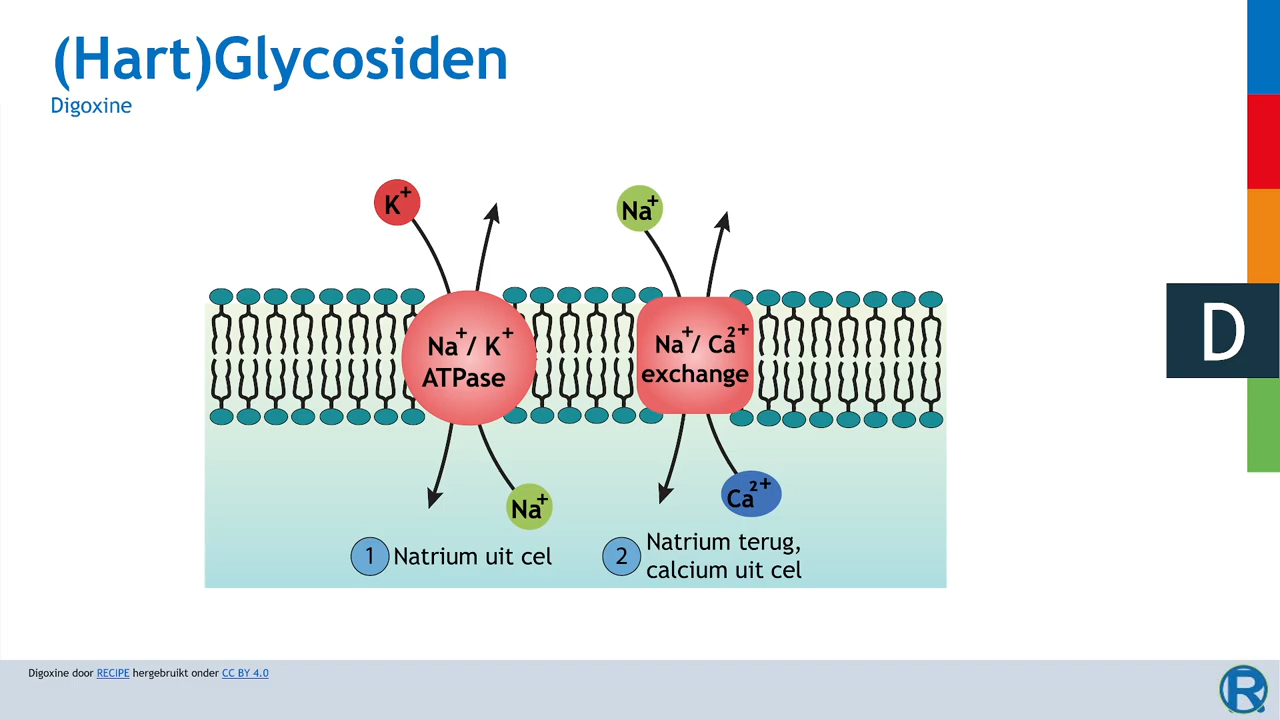 (Hart)Glycosiden
Digoxine
K+
Na+
Na+/ K+
ATPase
Na+/ Ca2+
exchange
D
Na+
Ca2+
1 Natrium uit cel
2 Natrium terug,
calcium uit cel
Digoxine door RECIPE hergebruikt onder CC BY 4.0
R